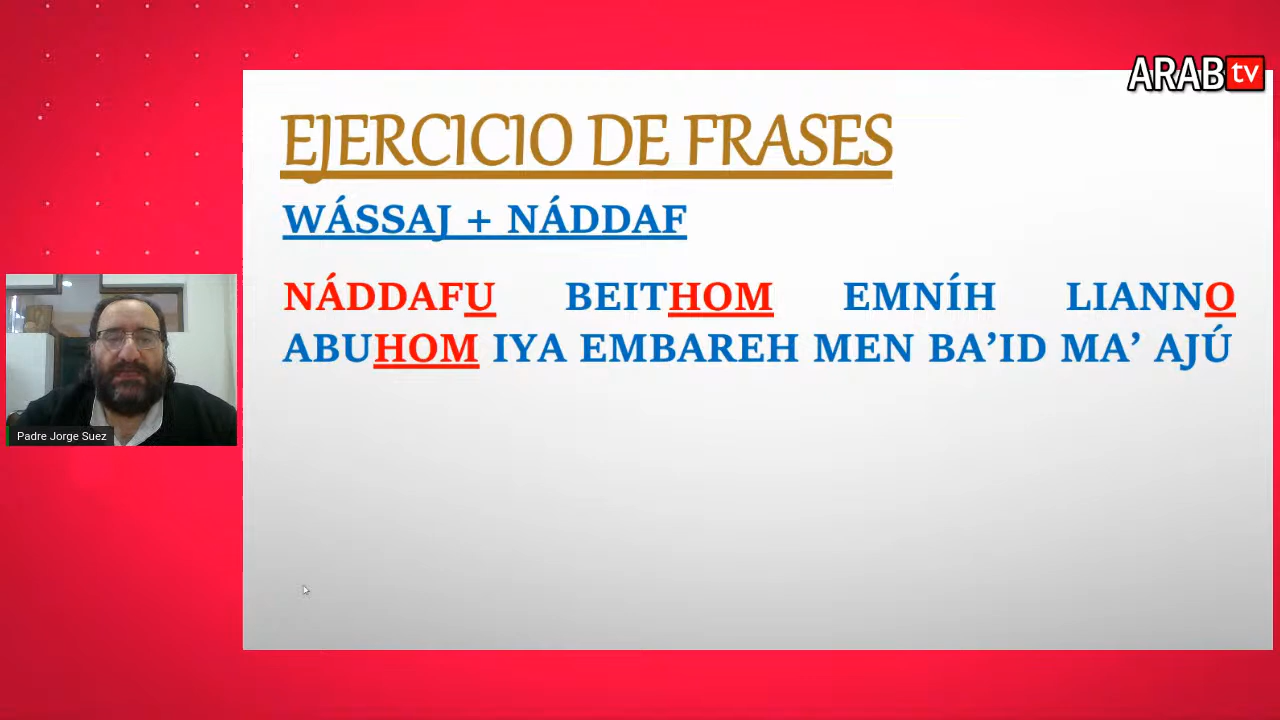 ARAB tv
EJERCICIO DE FRASES
WÁSSAJ + NÁDDAF
NÁDDAFU BEITHOM EMNÍH LIANNO
ABUHOM IYA EMBAREH MEN BA’ID MA’ AJÚ
Padre Jorge Suez